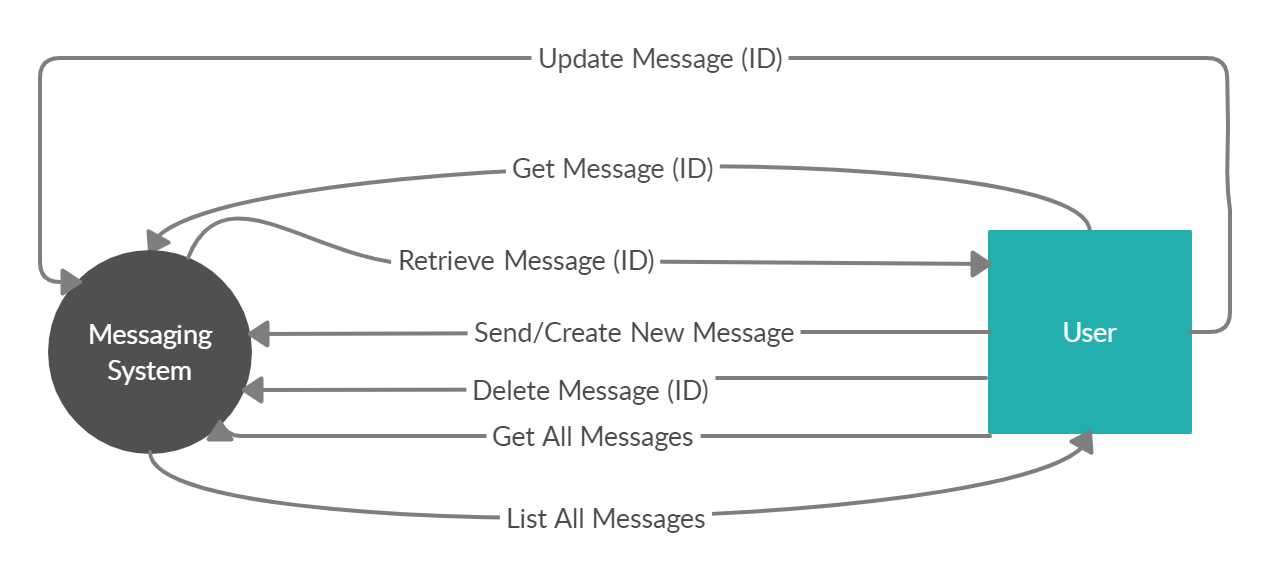 Update Message (ID)
Get Message (ID)
Retrieve Message (ID)
Messaging
System
Send/Create New Message
User
Delete Message (ID)
Get All Messages
List All Messages